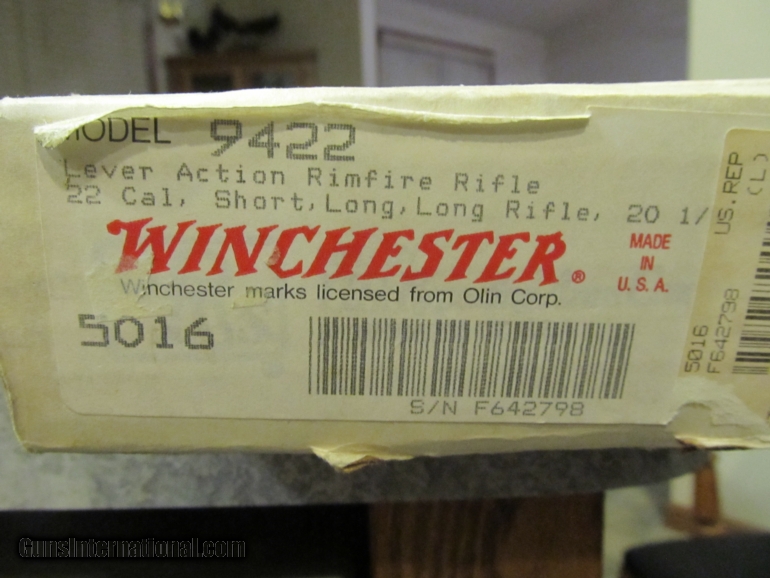 MODEL 9422
Lever Action Rimfire Rifle
22 Cal, Short, Long, Long Rifle, 20 1/
WINCHESTER®
MADE
IN
U.S.A.
Winchester marks licensed from Olin Corp.
5016
S/N F642798
US.REP
(L)
5016
F642798
GunsInternational.com